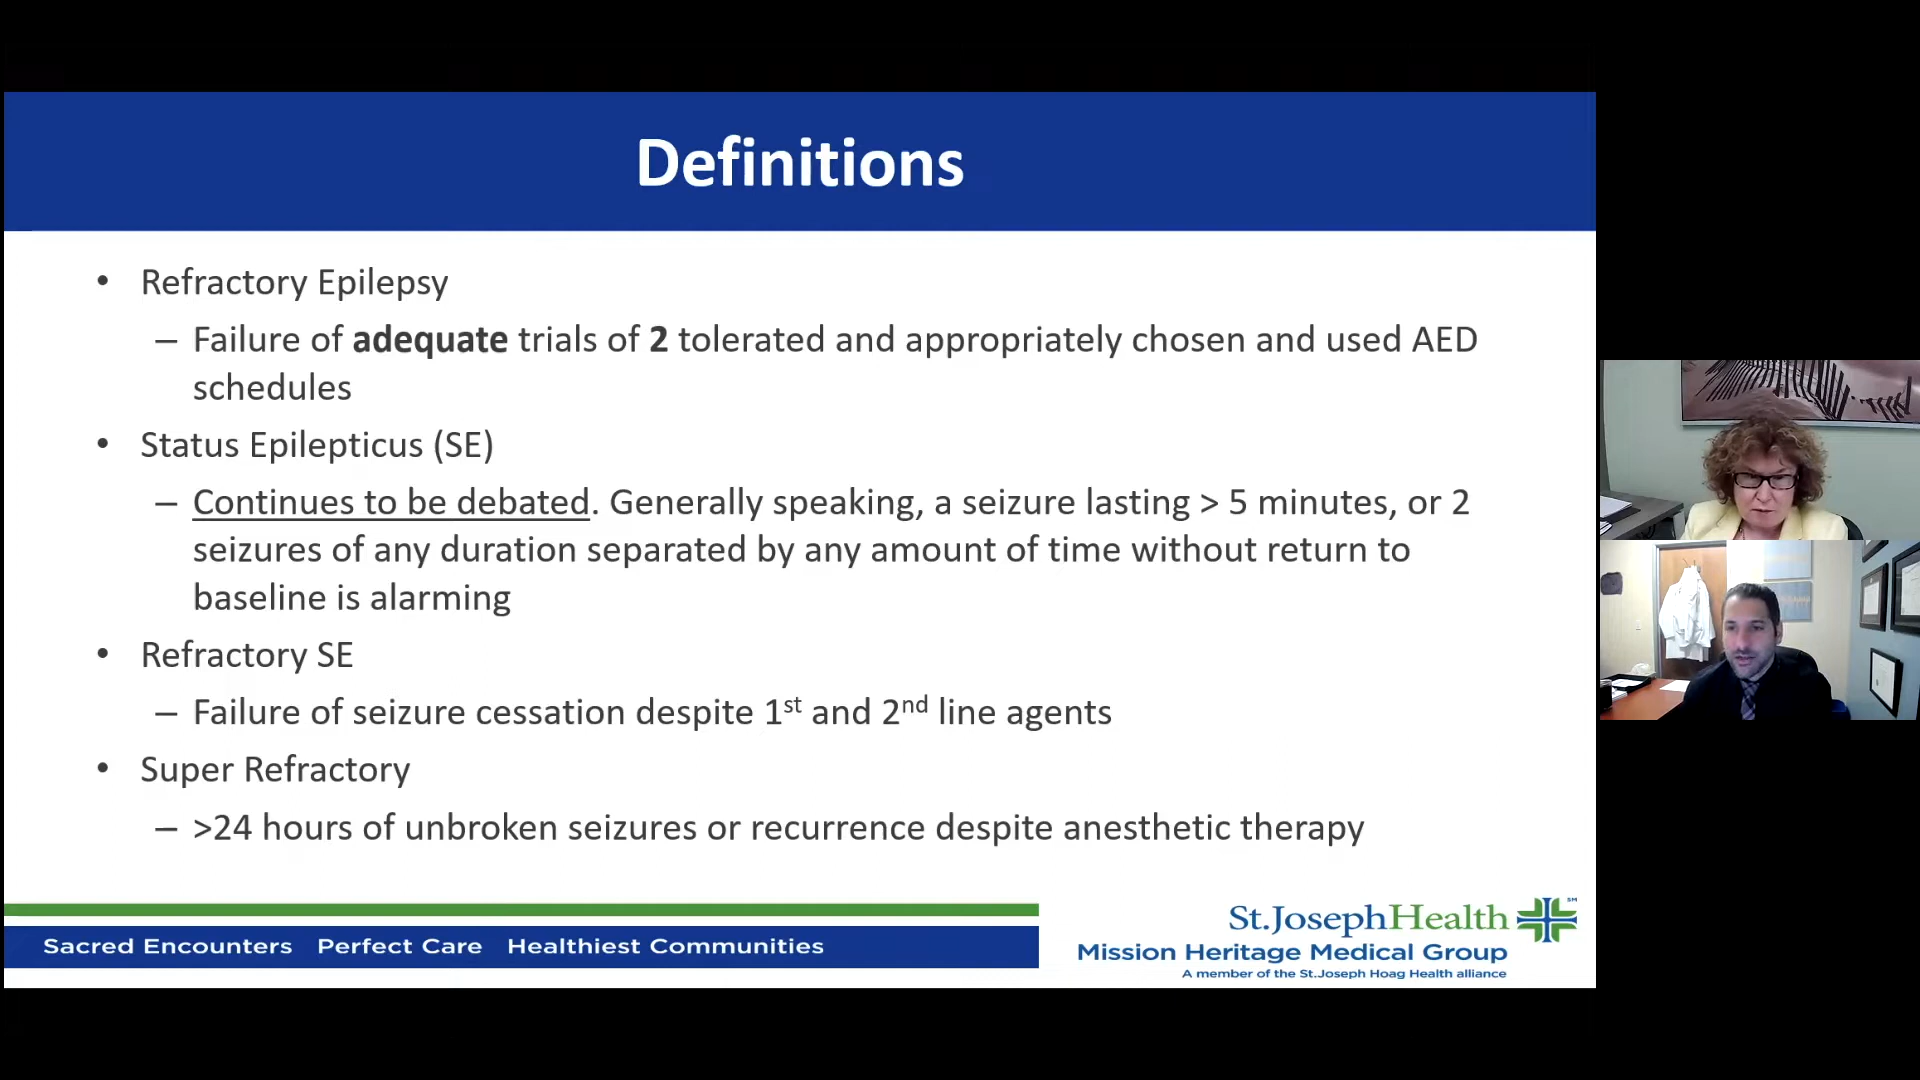 Definitions
• Refractory Epilepsy
– Failure of adequate trials of 2 tolerated and appropriately chosen and used AED
schedules
• Status Epilepticus (SE)
– Continues to be debated. Generally speaking, a seizure lasting > 5 minutes, or 2
seizures of any duration separated by any amount of time without return to
baseline is alarming
• Refractory SE
– Failure of seizure cessation despite 1st and 2nd line agents
• Super Refractory
– >24 hours of unbroken seizures or recurrence despite anesthetic therapy
Sacred Encounters Perfect Care Healthiest Communities
St.JosephHealth SM
Mission Heritage Medical Group
A member of the St.Joseph Hoag Health alliance